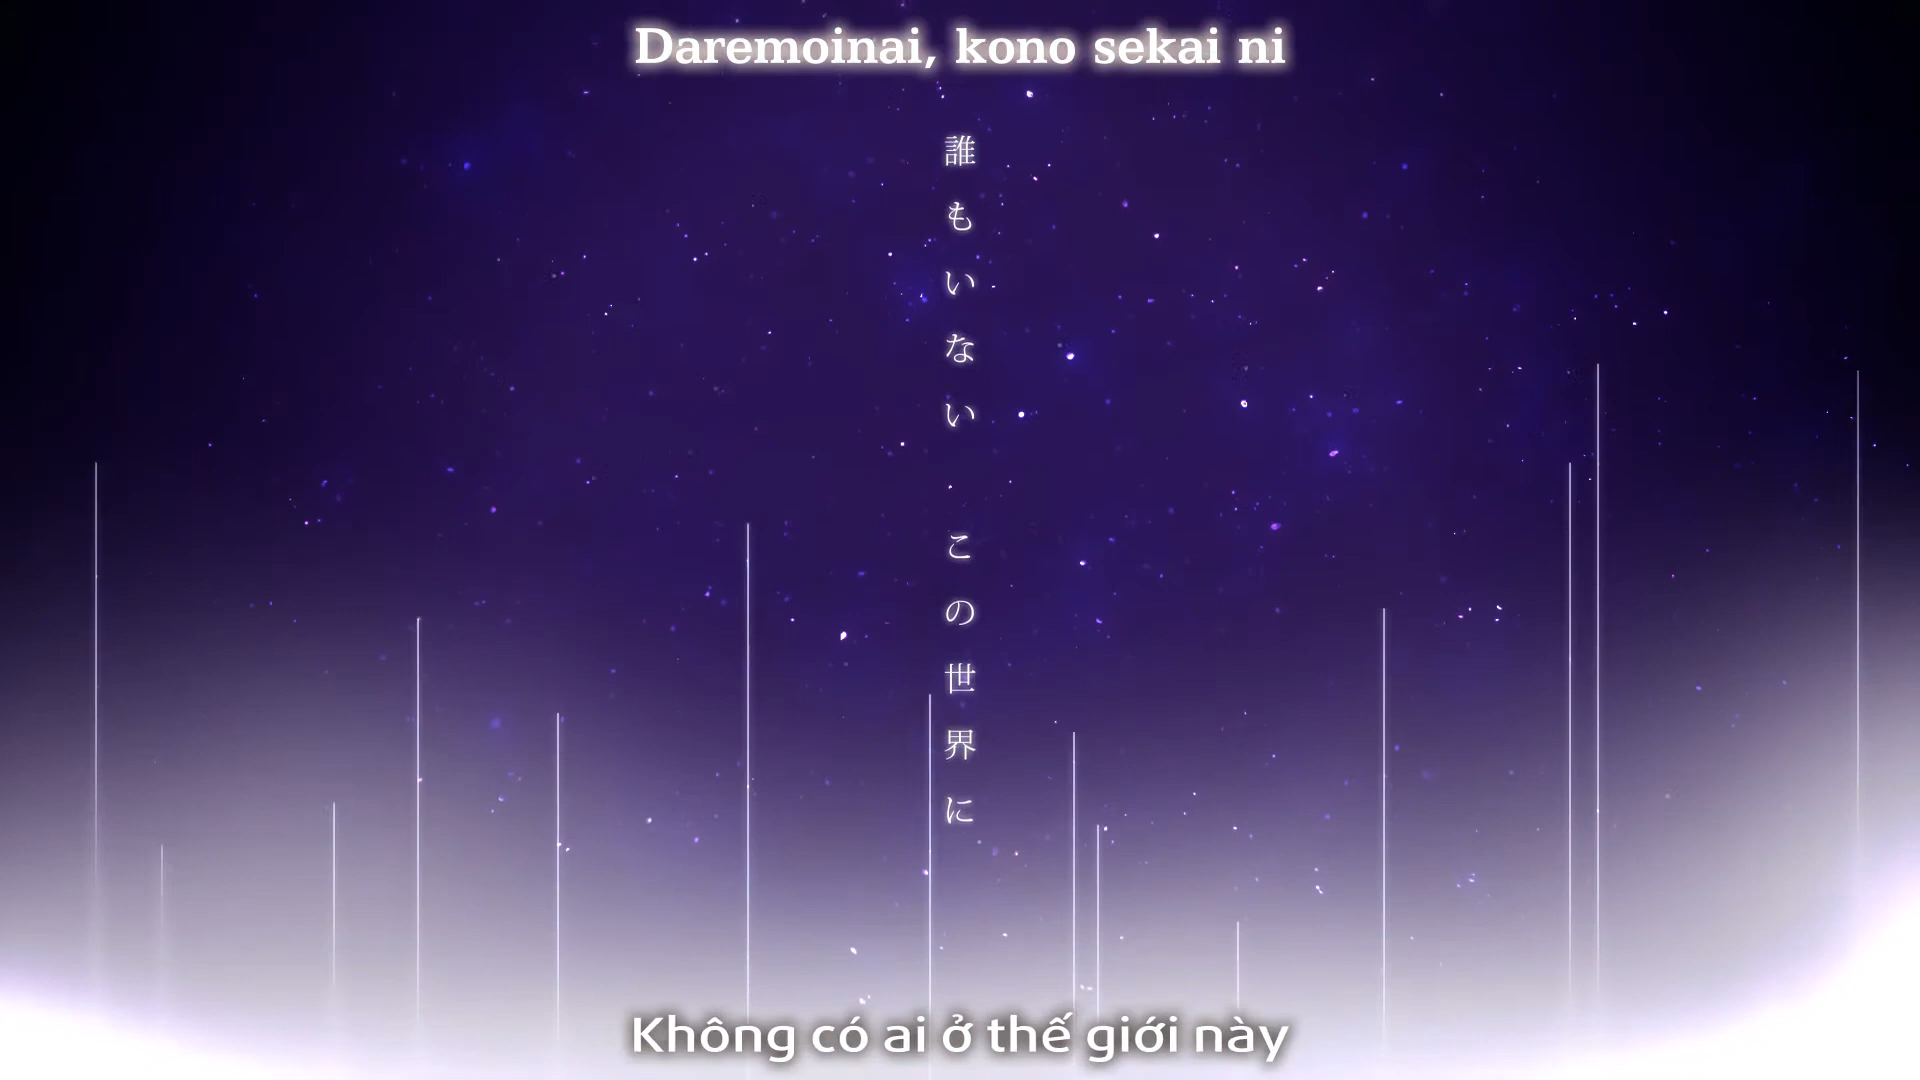 Daremoinai, kono sekai ni
誰もいない この世界に
Không có ai ở thế giới này